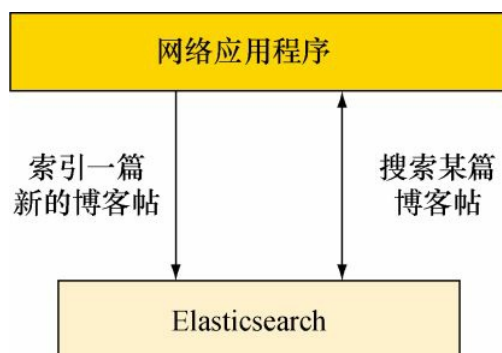 网络应用程序
索引一篇
新的博客帖
搜索某篇
博客帖
Elasticsearch